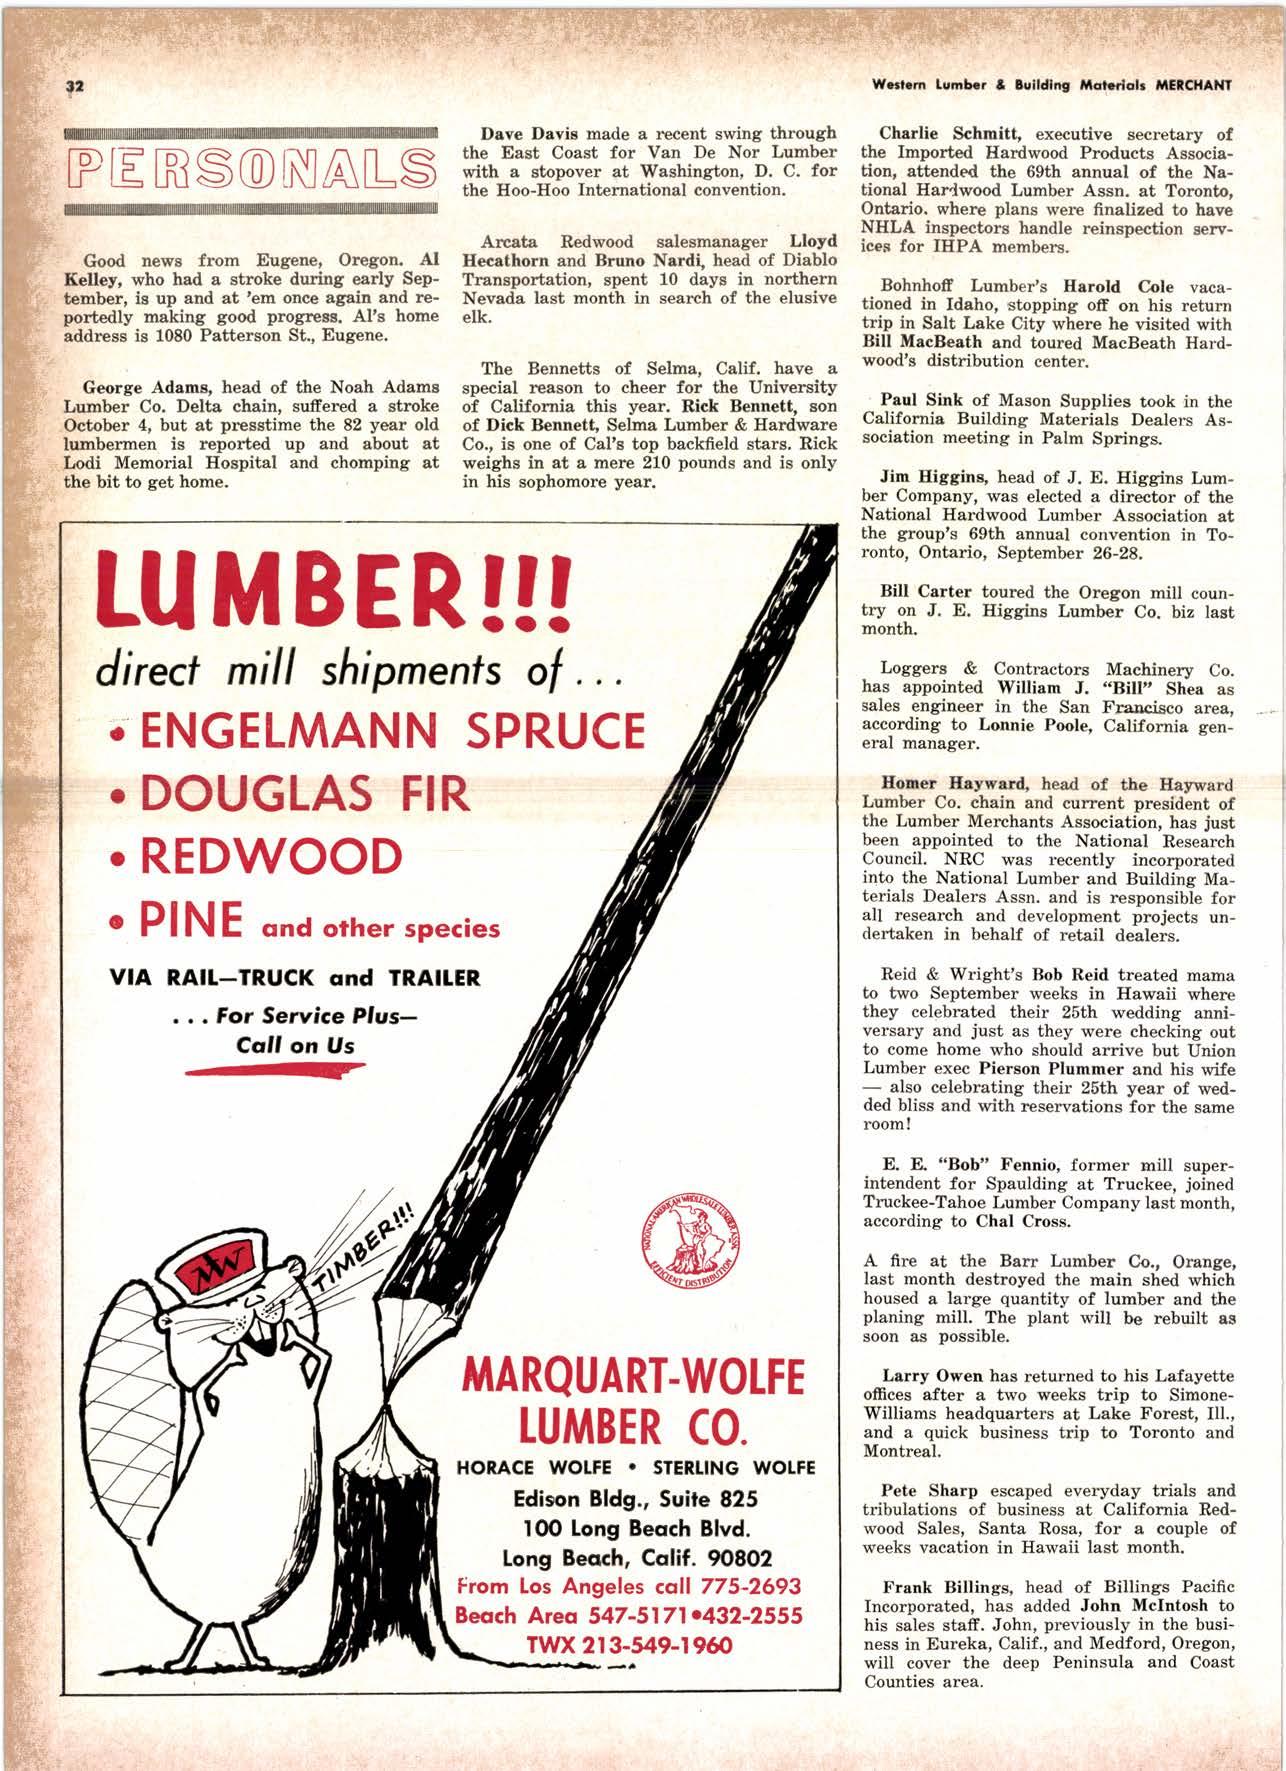 32
Western Lumber & Building Materials MERCHANT
PERSONALS
Good news from Eugene, Oregon. Al
Kelley, who had a stroke during early Sep-
tember, is up and at 'em once again and re-
portedly making good progress. Al's home
address is 1080 Patterson St., Eugene.
George Adams, head of the Noah Adams
Lumber Co. Delta chain, suffered a stroke
October 4, but at presstime the 82 year old
lumbermen is reported up and about at
Lodi Memorial Hospital and chomping at
the bit to get home.
Dave Davis made a recent swing through
the East Coast for Van De Nor Lumber
with a stopover at Washington, D. C. for
the Hoo-Hoo International convention.
Arcata Redwood salesmanager Lloyd
Hecathorn and Bruno Nardi, head of Diablo
Transportation, spent 10 days in northern
Nevada last month in search of the elusive
elk.
The Bennetts of Selma, Calif. have a
special reason to cheer for the University
of California this year. Rick Bennett, son
of Dick Bennett, Selma Lumber & Hardware
Co., is one of Cal's top backfield stars. Rick
weighs in at a mere 210 pounds and is only
in his sophomore year.
Charlie Schmitt, executive secretary of
the Imported Hardwood Products Associa-
tion, attended the 69th annual of the Na-
tional Hardwood Lumber Assn. at Toronto,
Ontario. where plans were finalized to have
NHLA inspectors handle reinspection serv-
ices for IHPA members.
Bohnhoff Lumber's Harold Cole vaca-
tioned in Idaho, stopping off on his return
trip in Salt Lake City where he visited with
Bill MacBeath and toured MacBeath Hard-
wood's distribution center.
Paul Sink of Mason Supplies took in the
California Building Materials Dealers As-
sociation meeting in Palm Springs.
Jim Higgins, head of J. E. Higgins Lum-
ber Company, was elected a director of the
National Hardwood Lumber Association at
the group's 69th annual convention in To-
ronto, Ontario, September 26-28.
Bill Carter toured the Oregon mill coun-
try on J. E. Higgins Lumber Co. biz last
month.
Loggers & Contractors Machinery Co.
has appointed William J. "Bill" Shea as
sales engineer in the San Francisco area,
according to Lonnie Poole, California gen-
eral manager.
Homer Hayward, head of the Hayward
Lumber Co. chain and current president of
the Lumber Merchants Association, has just
been appointed to the National Research
Council. NRC was recently incorporated
into the National Lumber and Building Ma-
terials Dealers Assn. and is responsible for
all research and development projects un-
dertaken in behalf of retail dealers.
Reid & Wright's Bob Reid treated mama
to two September weeks in Hawaii where
they celebrated their 25th wedding anni-
versary and just as they were checking out
to come home who should arrive but Union
Lumber exec Pierson Plummer and his wife
— also celebrating their 25th year of wed-
ded bliss and with reservations for the same
room!
E. E. "Bob" Fennio, former mill super-
intendent for Spaulding at Truckee, joined
Truckee-Tahoe Lumber Company last month,
according to Chal Cross.
A fire at the Barr Lumber Co., Orange,
last month destroyed the main shed which
housed a large quantity of lumber and the
planing mill. The plant will be rebuilt as
soon as possible.
Larry Owen has returned to his Lafayette
offices after a two weeks trip to Simone-
Williams headquarters at Lake Forest, Ill.,
and a quick business trip to Toronto and
Montreal.
Pete Sharp escaped everyday trials and
tribulations of business at California Red-
wood Sales, Santa Rosa, for a couple of
weeks vacation in Hawaii last month.
Frank Billings, head of Billings Pacific
Incorporated, has added John McIntosh to
his sales staff. John, previously in the busi-
ness in Eureka, Calif., and Medford, Oregon,
will cover the deep Peninsula and Coast
Counties area.
LUMBER!!!
direct mill shipments of...
• ENGELMANN SPRUCE
• DOUGLAS FIR
• REDWOOD
• PINE and other species
VIA RAIL—TRUCK and TRAILER
... For Service Plus—
Call on Us
TIMBER!!!
MW
NATIONAL AMERICAN WHOLESALE LUMBER ASSN.
EFFICIENT DISTRIBUTION
MARQUART-WOLFE
LUMBER CO.
HORACE WOLFE • STERLING WOLFE
Edison Bldg., Suite 825
100 Long Beach Blvd.
Long Beach, Calif. 90802
From Los Angeles call 775-2693
Beach Area 547-5171•432-2555
TWX 213-549-1960